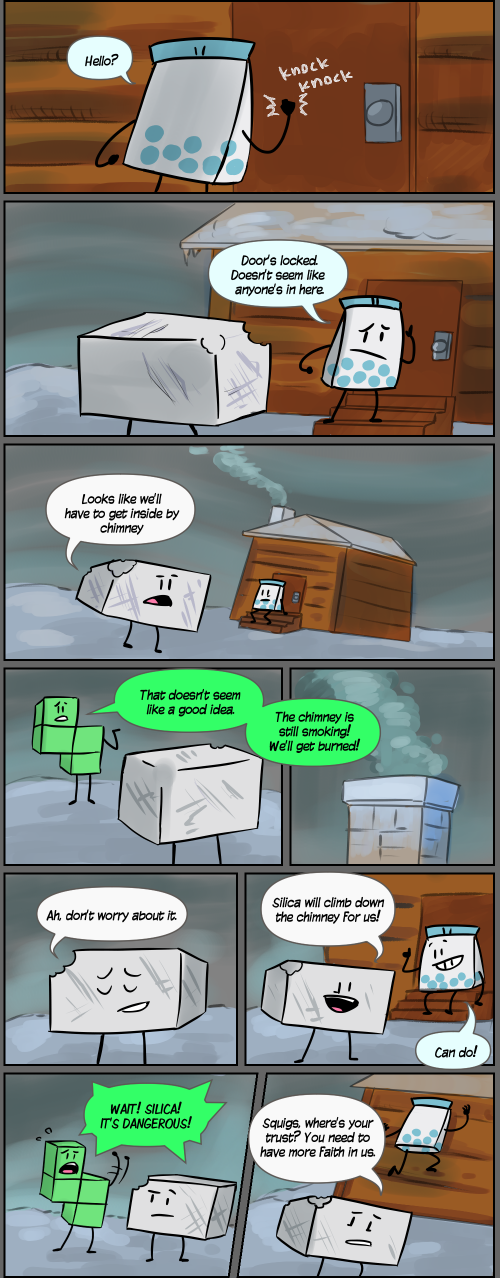 Hello?
knock
knock
Door's locked.
Doesn't seem like
anyone's in here.
Looks like we'll
have to get inside by
chimney
That doesn't seem
like a good idea.
The chimney is
still smoking!
We'll get burned!
Ah, don't worry about it.
Silica will climb down
the chimney for us!
Can do!
WAIT! SILICA!
IT'S DANGEROUS!
Squigs, where's your
trust? You need to
have more faith in us.